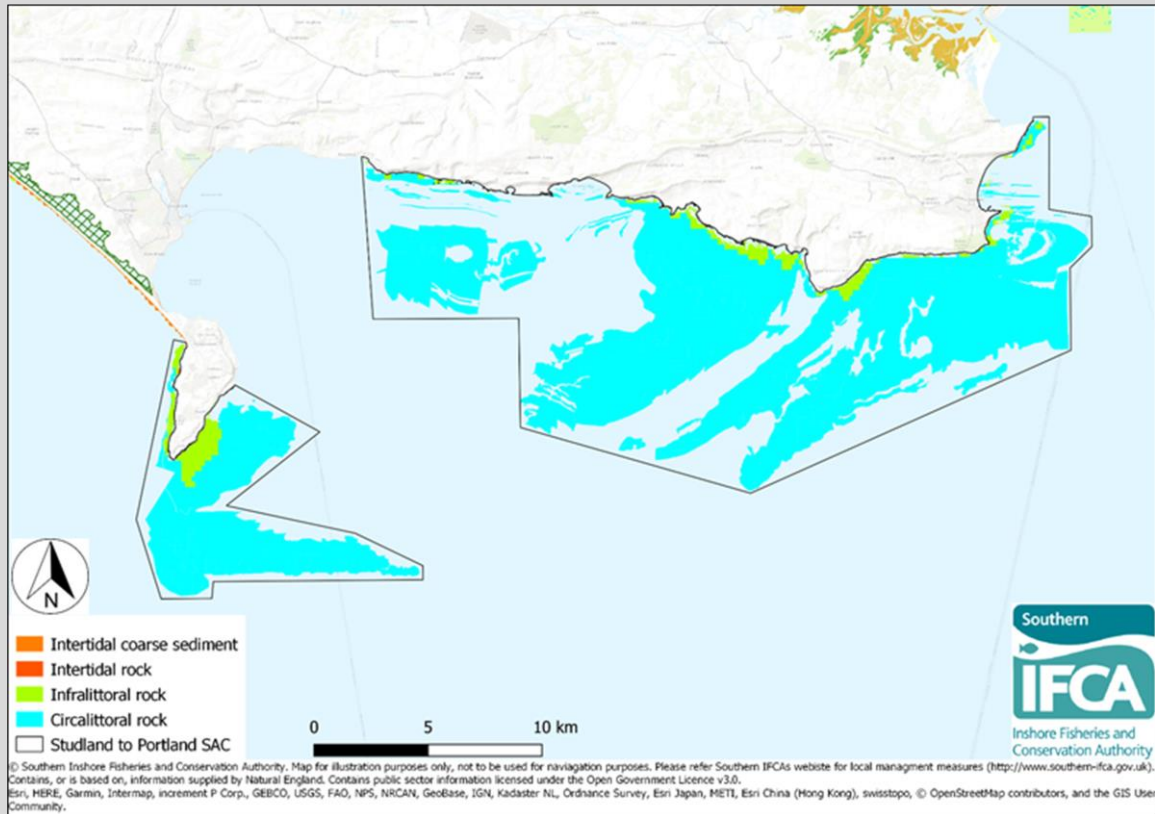 N
Intertidal coarse sediment
Intertidal rock
Infralittoral rock
Circalittoral rock
Studland to Portland SAC
0 5 10 km
Southern
IFCA
Inshore Fisheries and
Conservation Authority
© Southern Inshore Fisheries and Conservation Authority. Map for illustration purposes only, not to be used for naviagation purposes. Please refer Southern IFCAs webiste for local managment measures (http://www.southern-ifca.gov.uk).
Contains, or is based on, information supplied by Natural England. Contains public sector information licensed under the Open Government Licence v3.0.
Esri, HERE, Garmin, Intermap, increment P Corp., GEBCO, USGS, FAO, NPS, NRCAN, GeoBase, IGN, Kadaster NL, Ordnance Survey, Esri Japan, METI, Esri China (Hong Kong), swisstopo, © OpenStreetMap contributors, and the GIS User
Community.